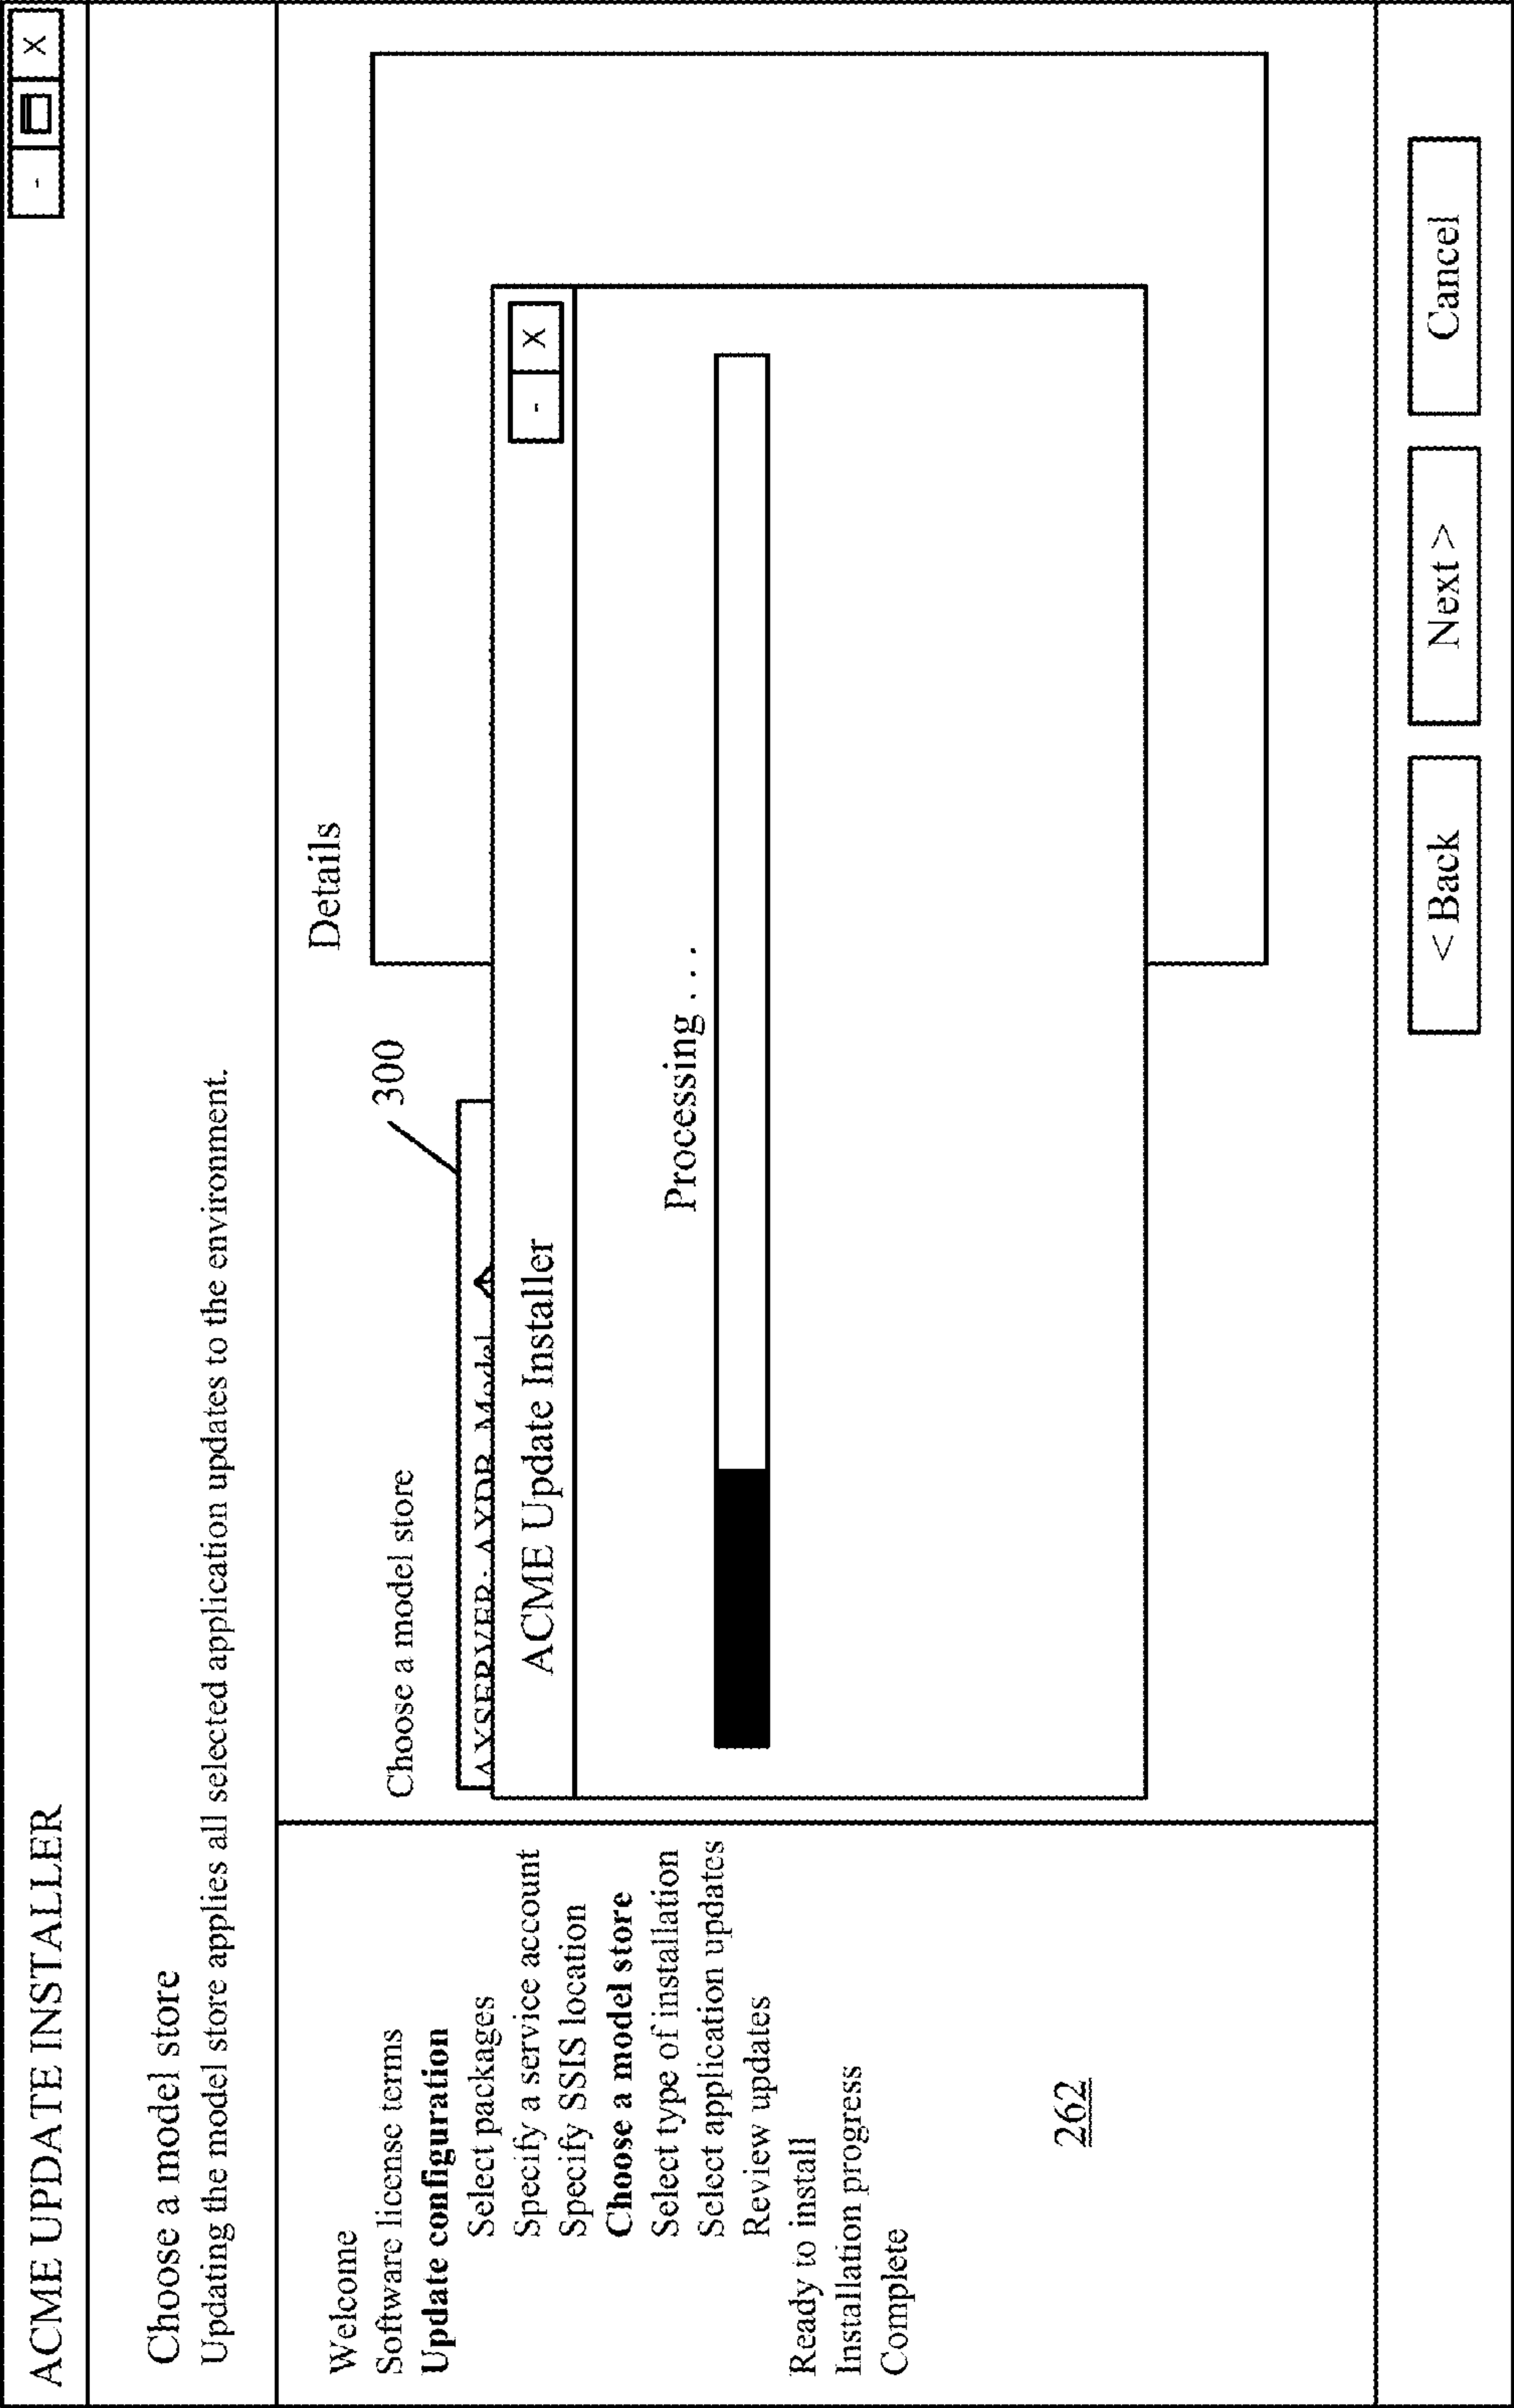 ACME UPDATE INSTALLER
- X
Choose a model store
Updating the model store applies all selected application updates to the environment.
Welcome
Software license terms
Update configuration
Select packages
Specify a service account
Specify SSIS location
Choose a model store
Select type of installation
Select application updates
Review updates
Ready to install
Installation progress
Complete
262
Choose a model store
300
Details
Model
ACME Update Installer
- X
Processing . . .
< Back
Next >
Cancel